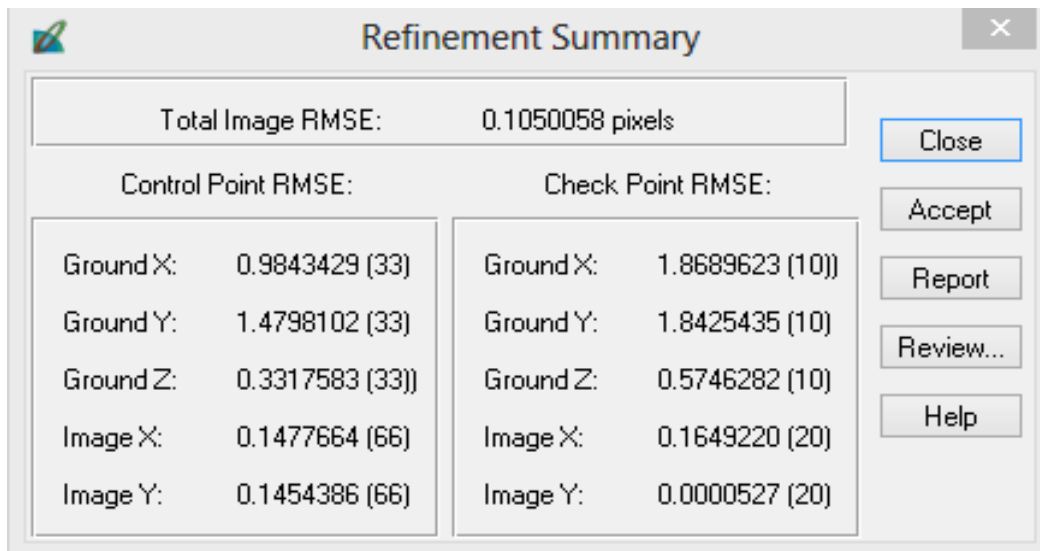 Refinement Summary
Total Image RMSE: 0.1050058 pixels
Control Point RMSE:
Ground X: 0.9843429 (33)
Ground Y: 1.4798102 (33)
Ground Z: 0.3317583 (33))
Image X: 0.1477664 (66)
Image Y: 0.1454386 (66)
Check Point RMSE:
Ground X: 1.8689623 (10))
Ground Y: 1.8425435 (10)
Ground Z: 0.5746282 (10)
Image X: 0.1649220 (20)
Image Y: 0.0000527 (20)
Close
Accept
Report
Review...
Help